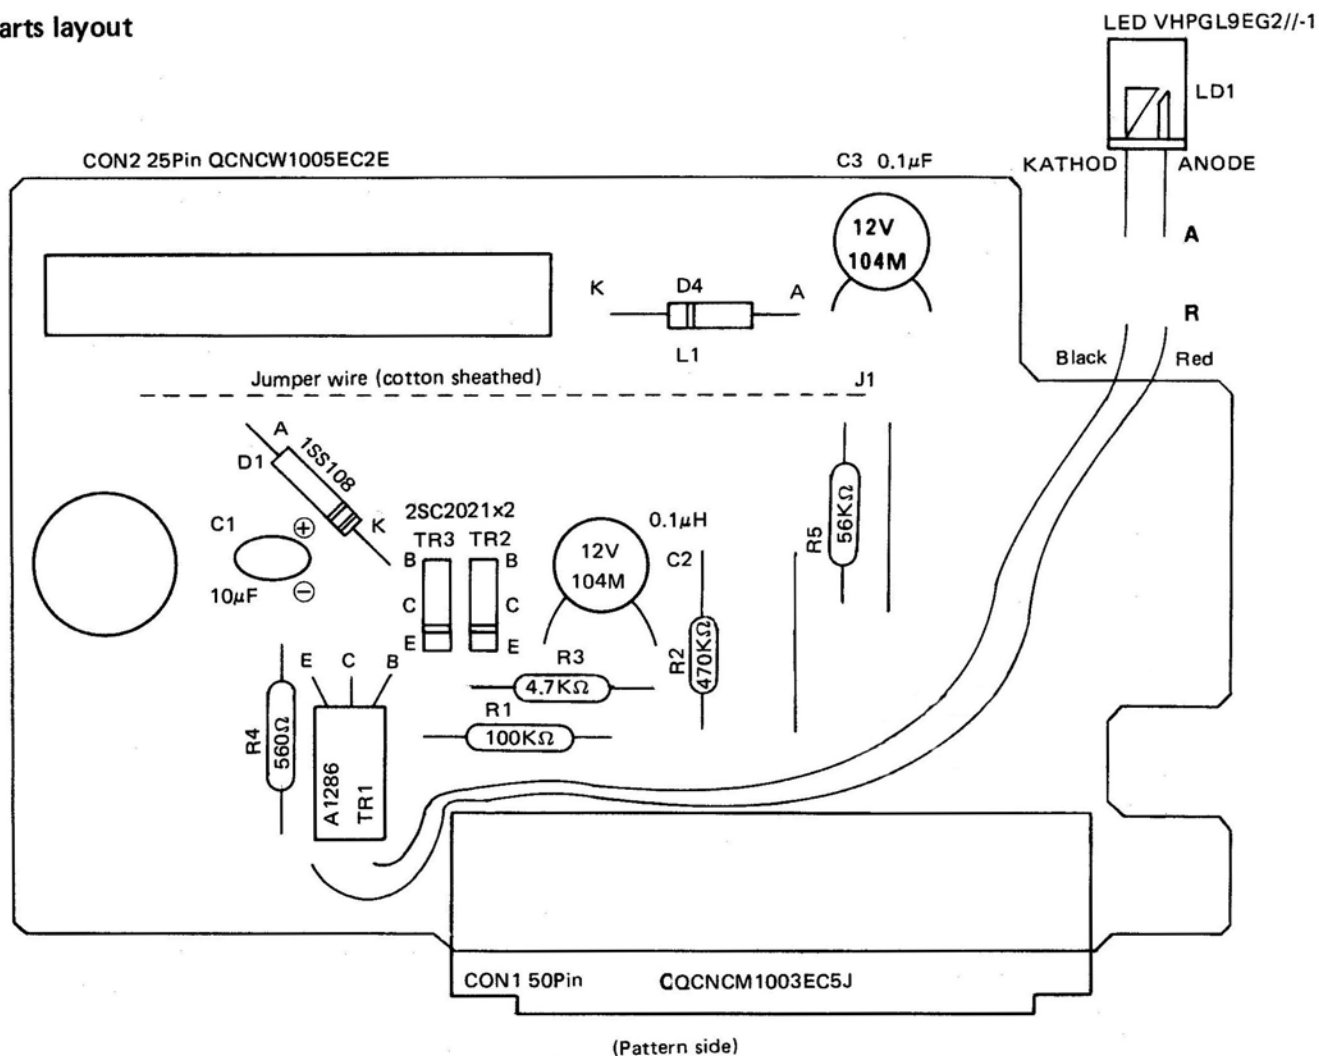 arts layout
LED VHPGL9EG2//-1
LD1
CON2 25Pin QCNCW1005EC2E
C3 0.1μF
KATHOD
ANODE
12V
104M
A
K
D4
A
L1
R
Black
Red
Jumper wire (cotton sheathed)
J1
A
D1
1SS108
K
C1
⊕
10μF
⊖
2SC2021x2
TR3
TR2
B
B
C
C
E
E
12V
104M
0.1μH
C2
R5
56KΩ
R2
470KΩ
R3
4.7KΩ
R1
100KΩ
E
C
B
R4
560Ω
A1286
TR1
CON1 50Pin
CQCNCM1003EC5J
(Pattern side)